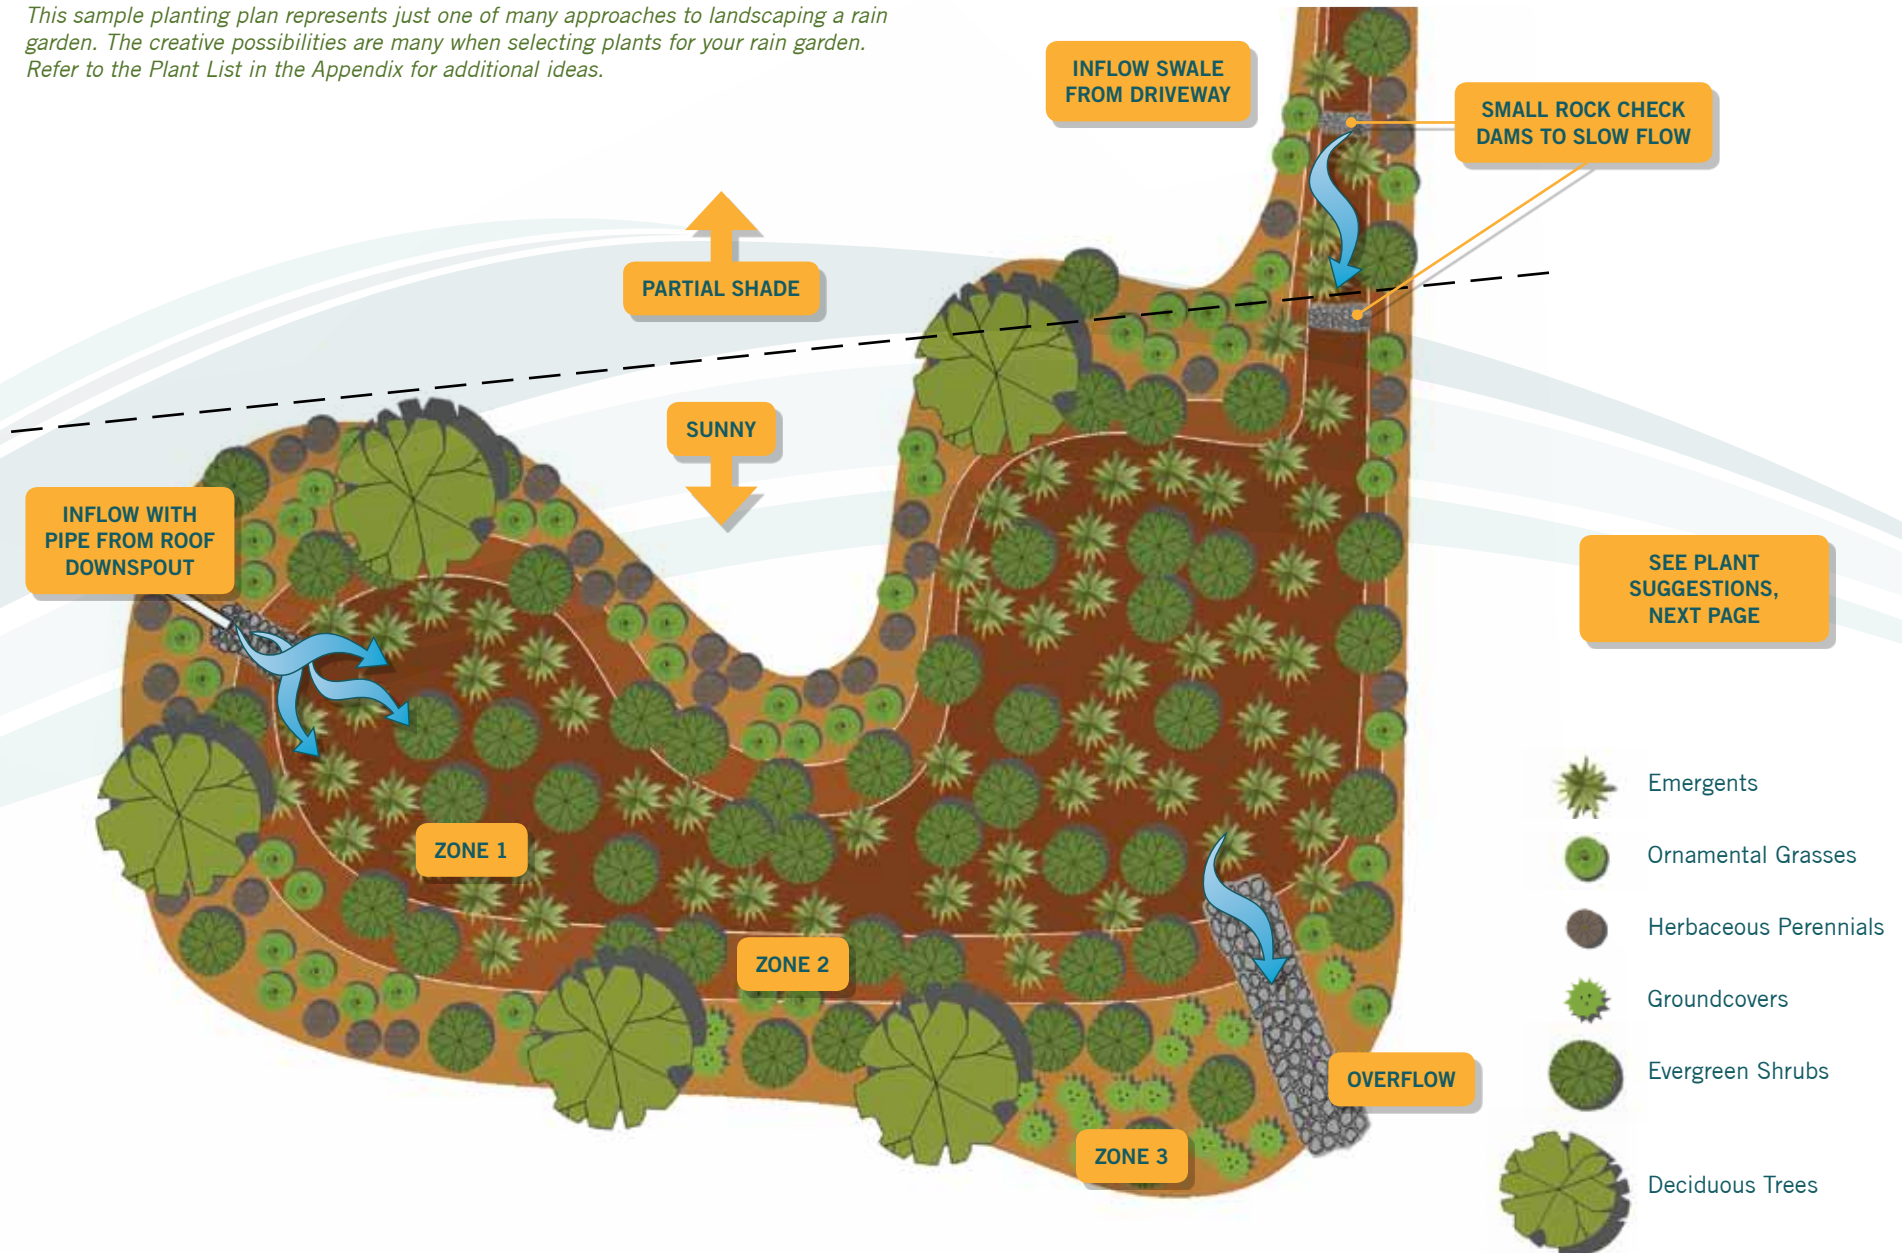 This sample planting plan represents just one of many approaches to landscaping a rain
garden. The creative possibilities are many when selecting plants for your rain garden.
Refer to the Plant List in the Appendix for additional ideas.
INFLOW SWALE
FROM DRIVEWAY
SMALL ROCK CHECK
DAMS TO SLOW FLOW
PARTIAL SHADE
SUNNY
INFLOW WITH
PIPE FROM ROOF
DOWNSPOUT
SEE PLANT
SUGGESTIONS,
NEXT PAGE
ZONE 1
ZONE 2
ZONE 3
OVERFLOW
Emergents
Ornamental Grasses
Herbaceous Perennials
Groundcovers
Evergreen Shrubs
Deciduous Trees